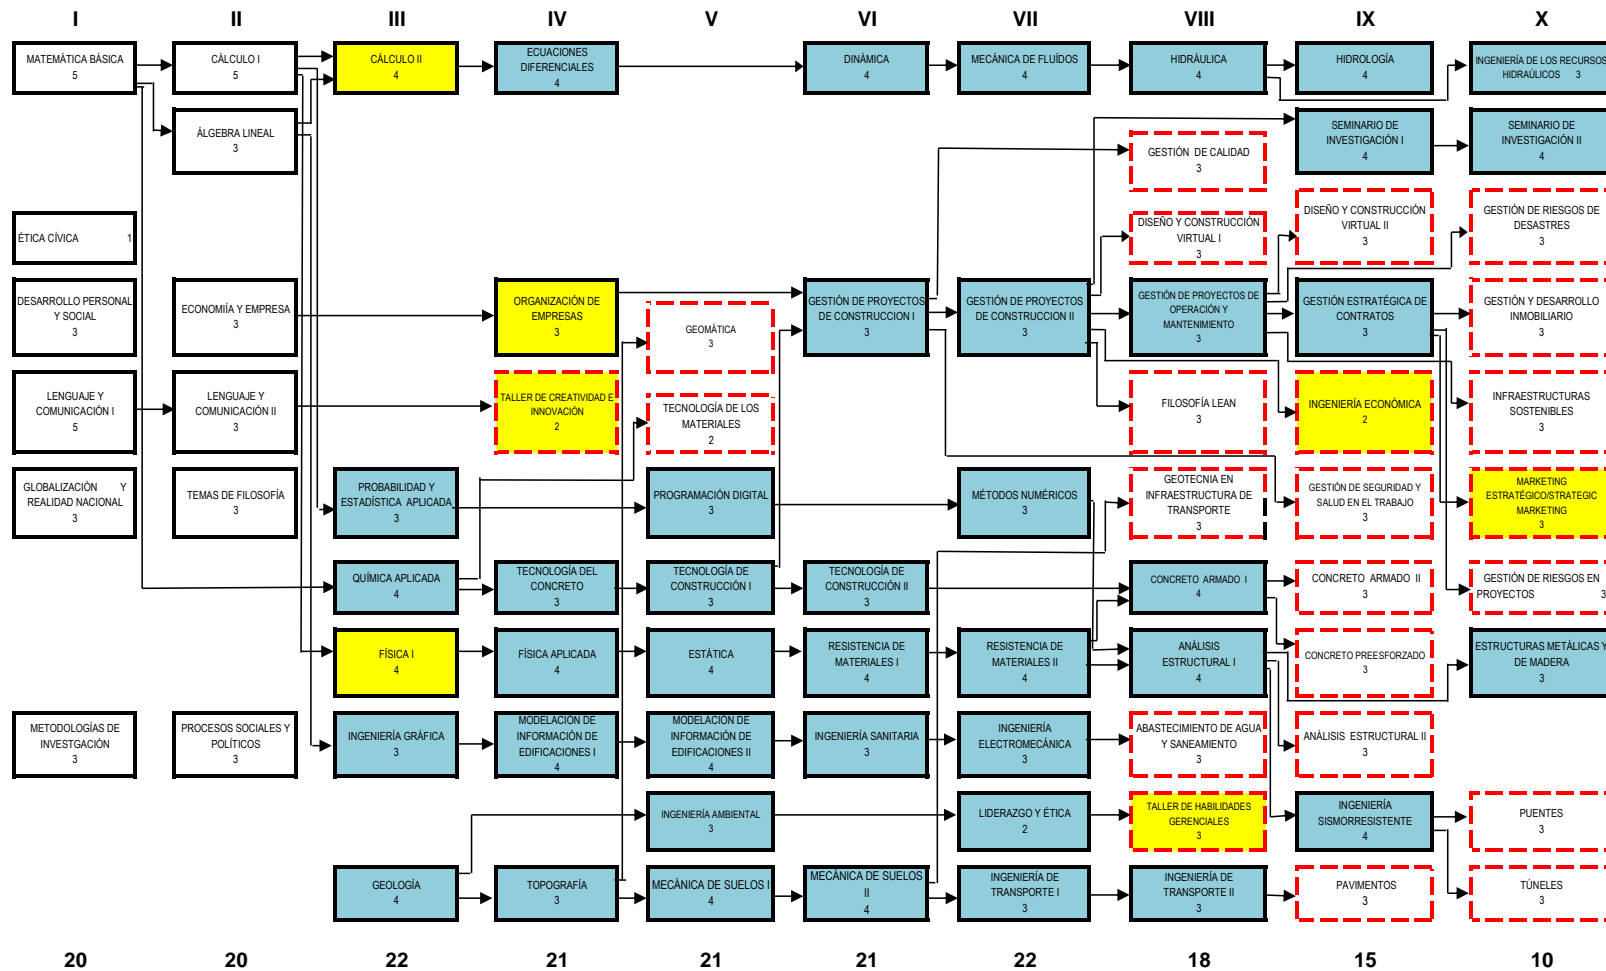 I II III IV V VI VII VIII IX X
MATEMÁTICA BÁSICA
5
CÁLCULO I
5
CÁLCULO II
4
ECUACIONES
DIFERENCIALES
4
DINÁMICA
4
MECÁNICA DE FLUÍDOS
4
HIDRÁULICA
4
HIDROLOGÍA
4
INGENIERÍA DE LOS RECURSOS
HIDRAÚLICOS 3
ÁLGEBRA LINEAL
3
GESTIÓN DE CALIDAD
3
SEMINARIO DE
INVESTIGACIÓN I
4
SEMINARIO DE
INVESTIGACIÓN II
4
ÉTICA CÍVICA 1
DISEÑO Y CONSTRUCCIÓN
VIRTUAL I
3
DISEÑO Y CONSTRUCCIÓN
VIRTUAL II
3
GESTIÓN DE RIESGOS DE
DESASTRES
3
DESARROLLO PERSONAL
Y SOCIAL
3
ECONOMIÍA Y EMPRESA
3
ORGANIZACIÓN DE
EMPRESAS
3
GEOMÁTICA
3
GESTIÓN DE PROYECTOS
DE CONSTRUCCION I
3
GESTIÓN DE PROYECTOS
DE CONSTRUCCION II
3
GESTIÓN DE PROYECTOS DE
OPERACIÓN Y
MANTENIMIENTO
3
GESTIÓN ESTRATÉGICA DE
CONTRATOS
3
GESTIÓN Y DESARROLLO
INMOBILIARIO
3
LENGUAJE Y
COMUNICACIÓN I
5
LENGUAJE Y
COMUNICACIÓN II
3
TALLER DE CREATIVIDAD E
INNOVACIÓN
2
TECNOLOGÍA DE LOS
MATERIALES
2
FILOSOFÍA LEAN
3
INGENIERÍA ECONÓMICA
2
INFRAESTRUCTURAS
SOSTENIBLES
3
GLOBALIZACIÓN Y
REALIDAD NACIONAL
3
TEMAS DE FILOSOFÍA
3
PROBABILIDAD Y
ESTADÍSTICA APLICADA
3
PROGRAMACIÓN DIGITAL
3
MÉTODOS NUMÉRICOS
3
GEOTECNIA EN
INFRAESTRUCTURA DE
TRANSPORTE
3
GESTIÓN DE SEGURIDAD Y
SALUD EN EL TRABAJO
3
MARKETING
ESTRATÉGICO/STRATEGIC
MARKETING
3
QUÍMICA APLICADA
4
TECNOLOGÍA DEL
CONCRETO
3
TECNOLOGÍA DE
CONSTRUCCIÓN I
3
TECNOLOGÍA DE
CONSTRUCCIÓN II
3
CONCRETO ARMADO I
4
CONCRETO ARMADO II
3
GESTIÓN DE RIESGOS EN
PROYECTOS 3
FÍSICA I
4
FÍSICA APLICADA
4
ESTÁTICA
4
RESISTENCIA DE
MATERIALES I
4
RESISTENCIA DE
MATERIALES II
4
ANÁLISIS
ESTRUCTURAL I
4
CONCRETO PREESFORZADO
3
ESTRUCTURAS METÁLICAS Y
DE MADERA
3
METODOLOGÍAS DE
INVESTGACIÓN
3
PROCESOS SOCIALES Y
POLÍTICOS
3
INGENIERÍA GRÁFICA
3
MODELACIÓN DE
INFORMACIÓN DE
EDIFICACIONES I
4
MODELACIÓN DE
INFORMACIÓN DE
EDIFICACIONES II
4
INGENIERÍA SANITARIA
3
INGENIERÍA
ELECTROMECÁNICA
3
ABASTECIMIENTO DE AGUA
Y SANEAMIENTO
3
ANÁLISIS ESTRUCTURAL II
3
INGENIERÍA AMBIENTAL
3
LIDERAZGO Y ÉTICA
2
TALLER DE HABILIDADES
GERENCIALES
3
INGENIERÍA
SISMORRESISTENTE
4
PUENTES
3
GEOLOGÍA
4
TOPOGRAFÍA
3
MECÁNICA DE SUELOS I
4
MECÁNICA DE SUELOS
II
4
INGENIERÍA DE
TRANSPORTE I
3
INGENIERÍA DE
TRANSPORTE II
3
PAVIMENTOS
3
TÚNELES
3
20 20 22 21 21 21 22 18 15 10